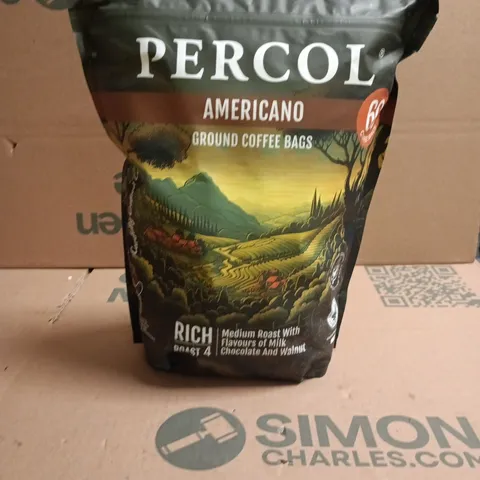 PERCOL
AMERICANO
GROUND COFFEE BAGS
60
RICH
ROAST 4
Medium Roast With
Flavours of Milk
Chocolate And Walnut
SIMON
CHARLES.COM